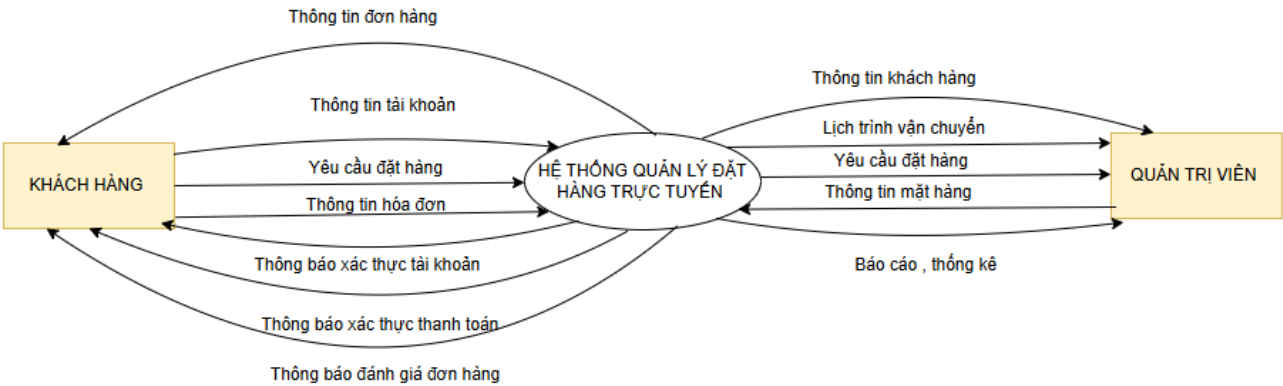 Thông tin đơn hàng
Thông tin khách hàng
Thông tin tài khoản
Lịch trình vận chuyển
Yêu cầu đặt hàng
Yêu cầu đặt hàng
KHÁCH HÀNG
HỆ THỐNG QUẢN LÝ ĐẶT
HÀNG TRỰC TUYẾN
QUẢN TRỊ VIÊN
Thông tin mặt hàng
Thông tin hóa đơn
Thông báo xác thực tài khoản
Báo cáo , thống kê
Thông báo xác thực thanh toán
Thông báo đánh giá đơn hàng